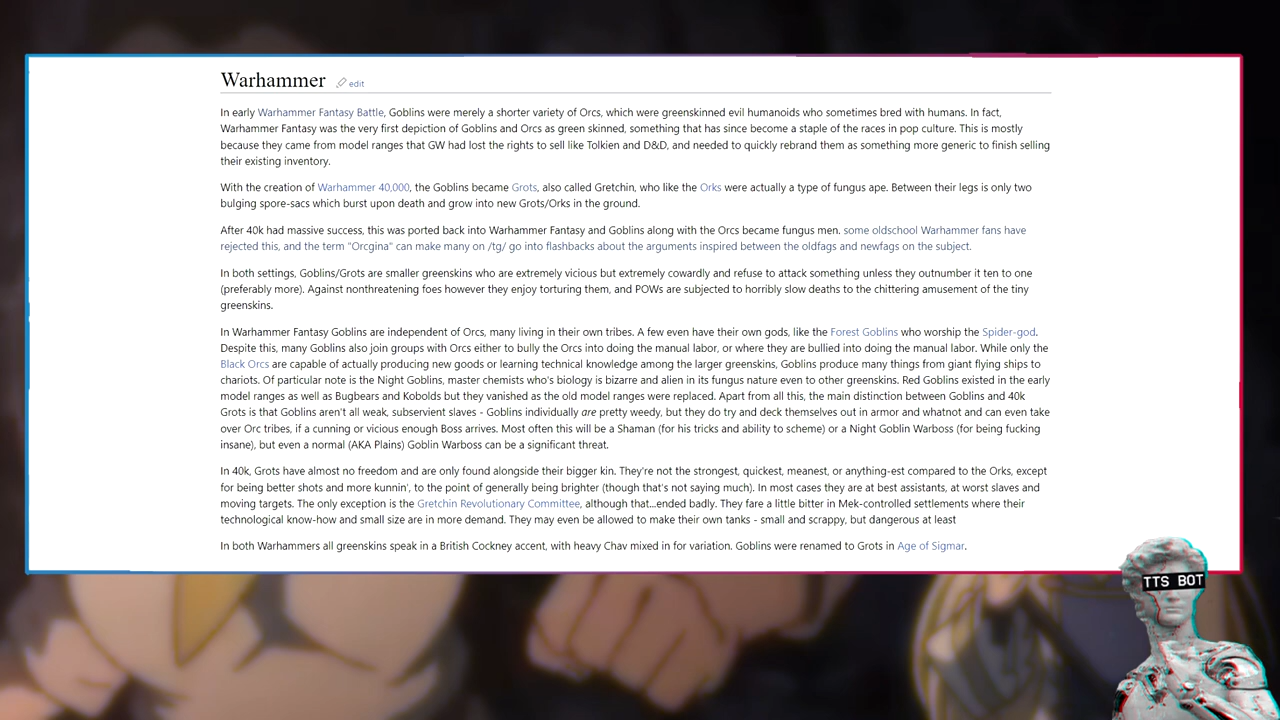 Warhammer edit
In early Warhammer Fantasy Battle, Goblins were merely a shorter variety of Orcs, which were greenskinned evil humanoids who sometimes bred with humans. In fact,
Warhammer Fantasy was the very first depiction of Goblins and Orcs as green skinned, something that has since become a staple of the races in pop culture. This is mostly
because they came from model ranges that GW had lost the rights to sell like Tolkien and D&D, and needed to quickly rebrand them as something more generic to finish selling
their existing inventory.
With the creation of Warhammer 40,000, the Goblins became Grots, also called Gretchin, who like the Orks were actually a type of fungus ape. Between their legs is only two
bulging spore-sacs which burst upon death and grow into new Grots/Orks in the ground.
After 40k had massive success, this was ported back into Warhammer Fantasy and Goblins along with the Orcs became fungus men. some oldschool Warhammer fans have
rejected this, and the term "Orcgina" can make many on /tg/ go into flashbacks about the arguments inspired between the oldfags and newfags on the subject.
In both settings, Goblins/Grots are smaller greenskins who are extremely vicious but extremely cowardly and refuse to attack something unless they outnumber it ten to one
(preferably more). Against nonthreatening foes however they enjoy torturing them, and POWs are subjected to horribly slow deaths to the chittering amusement of the tiny
greenskins.
In Warhammer Fantasy Goblins are independent of Orcs, many living in their own tribes. A few even have their own gods, like the Forest Goblins who worship the Spider-god.
Despite this, many Goblins also join groups with Orcs either to bully the Orcs into doing the manual labor, or where they are bullied into doing the manual labor. While only the
Black Orcs are capable of actually producing new goods or learning technical knowledge among the larger greenskins, Goblins produce many things from giant flying ships to
chariots. Of particular note is the Night Goblins, master chemists who's biology is bizarre and alien in its fungus nature even to other greenskins. Red Goblins existed in the early
model ranges as well as Bugbears and Kobolds but they vanished as the old model ranges were replaced. Apart from all this, the main distinction between Goblins and 40k
Grots is that Goblins aren't all weak, subservient slaves - Goblins individually are pretty weedy, but they do try and deck themselves out in armor and whatnot and can even take
over Orc tribes, if a cunning or vicious enough Boss arrives. Most often this will be a Shaman (for his tricks and ability to scheme) or a Night Goblin Warboss (for being fucking
insane), but even a normal (AKA Plains) Goblin Warboss can be a significant threat.
In 40k, Grots have almost no freedom and are only found alongside their bigger kin. They're not the strongest, quickest, meanest, or anything-est compared to the Orks, except
for being better shots and more kunnin', to the point of generally being brighter (though that's not saying much). In most cases they are at best assistants, at worst slaves and
moving targets. The only exception is the Gretchin Revolutionary Committee, although that...ended badly. They fare a little bitter in Mek-controlled settlements where their
technological know-how and small size are in more demand. They may even be allowed to make their own tanks - small and scrappy, but dangerous at least
In both Warhammers all greenskins speak in a British Cockney accent, with heavy Chav mixed in for variation. Goblins were renamed to Grots in Age of Sigmar.
TTS BOT